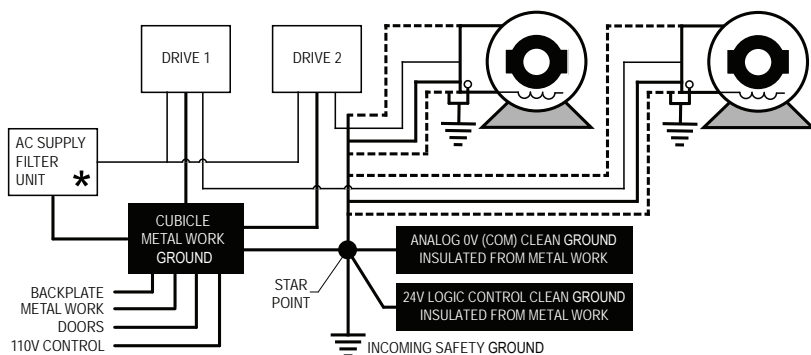 DRIVE 1
DRIVE 2
AC SUPPLY
FILTER
UNIT *
CUBICLE
METAL WORK
GROUND
ANALOG 0V (COM) CLEAN GROUND
INSULATED FROM METAL WORK
STAR
POINT
24V LOGIC CONTROL CLEAN GROUND
INSULATED FROM METAL WORK
BACKPLATE
METAL WORK
DOORS
110V CONTROL
INCOMING SAFETY GROUND